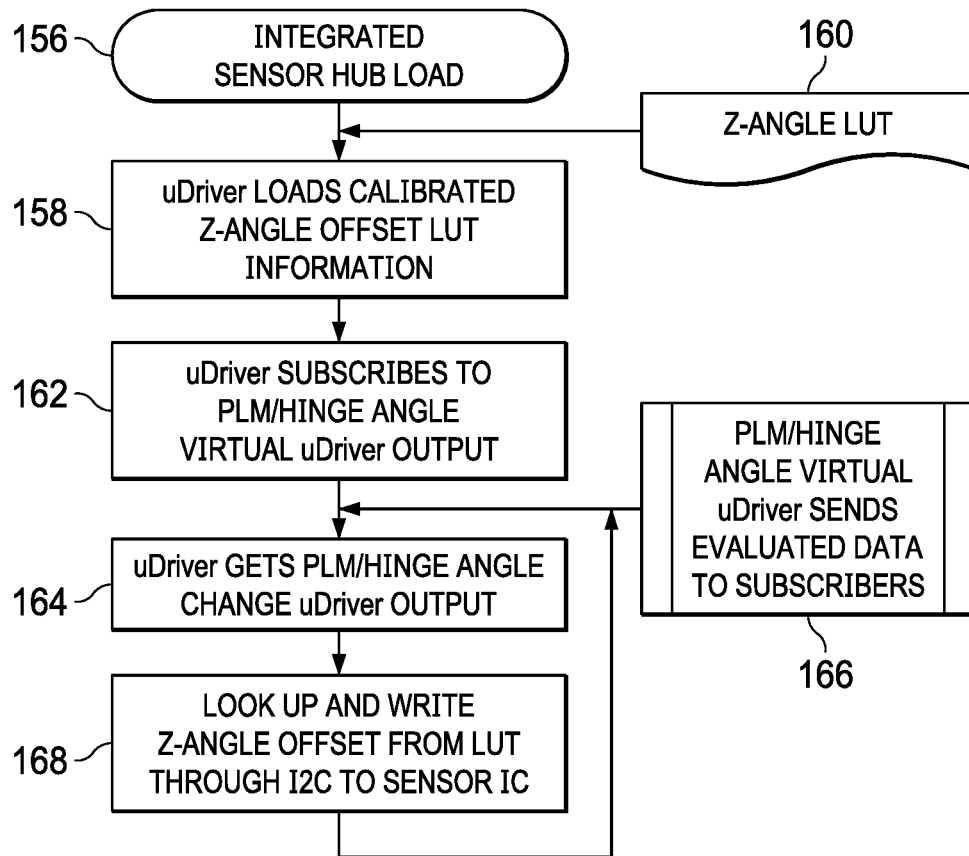 156
INTEGRATED
SENSOR HUB LOAD
160
Z-ANGLE LUT
158
uDriver LOADS CALIBRATED
Z-ANGLE OFFSET LUT
INFORMATION
162
uDriver SUBSCRIBES TO
PLM/HINGE ANGLE
VIRTUAL uDriver OUTPUT
PLM/HINGE
ANGLE VIRTUAL
uDriver SENDS
EVALUATED DATA
TO SUBSCRIBERS
166
164
uDriver GETS PLM/HINGE ANGLE
CHANGE uDriver OUTPUT
168
LOOK UP AND WRITE
Z-ANGLE OFFSET FROM LUT
THROUGH I2C TO SENSOR IC